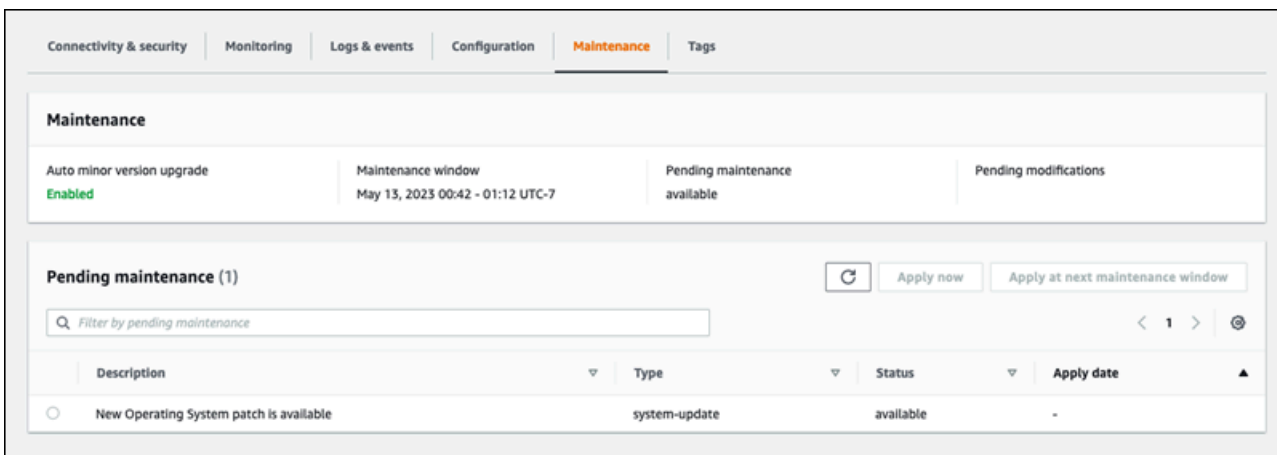 Connectivity & security Monitoring Logs & events Configuration Maintenance Tags
Maintenance
Auto minor version upgrade Maintenance window Pending maintenance Pending modifications
Enabled May 13, 2023 00:42 - 01:12 UTC-7 available
Pending maintenance (1) Apply now Apply at next maintenance window
Filter by pending maintenance 1
Description Type Status Apply date
New Operating System patch is available system-update available -